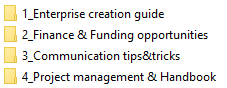 1_Enterprise creation guide
2_Finance & Funding opportunities
3_Communication tips&tricks
4_Project management & Handbook